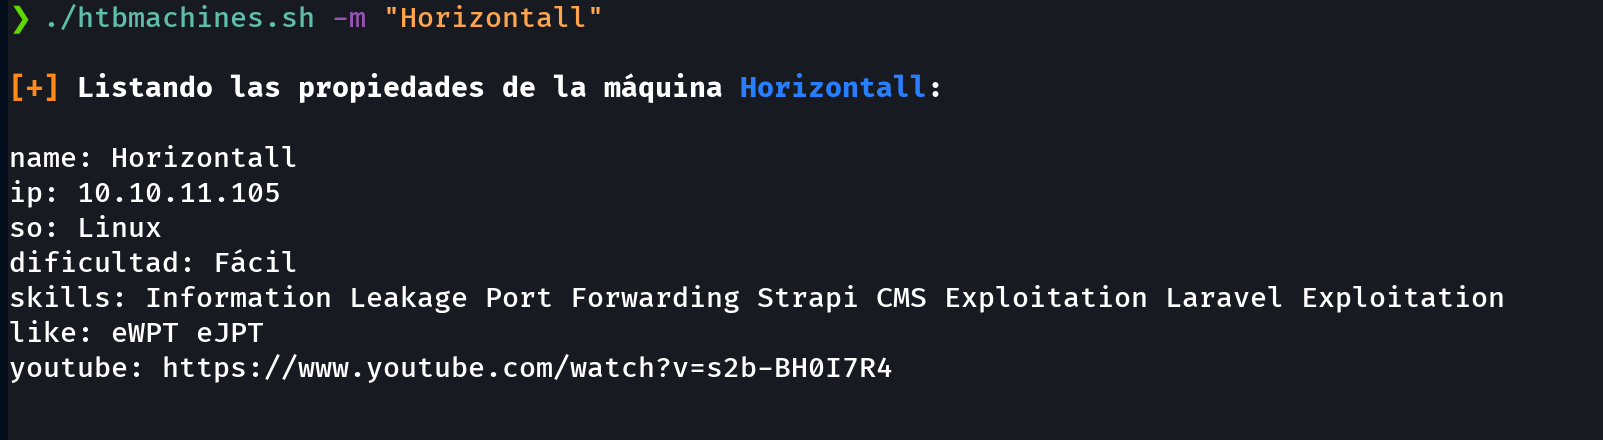 ❯ ./htbmachines.sh -m "Horizontall"
[+] Listando las propiedades de la máquina Horizontall:
name: Horizontall
ip: 10.10.11.105
so: Linux
dificultad: Fácil
skills: Information Leakage Port Forwarding Strapi CMS Exploitation Laravel Exploitation
like: eWPT eJPT
youtube: https://www.youtube.com/watch?v=s2b-BH0I7R4